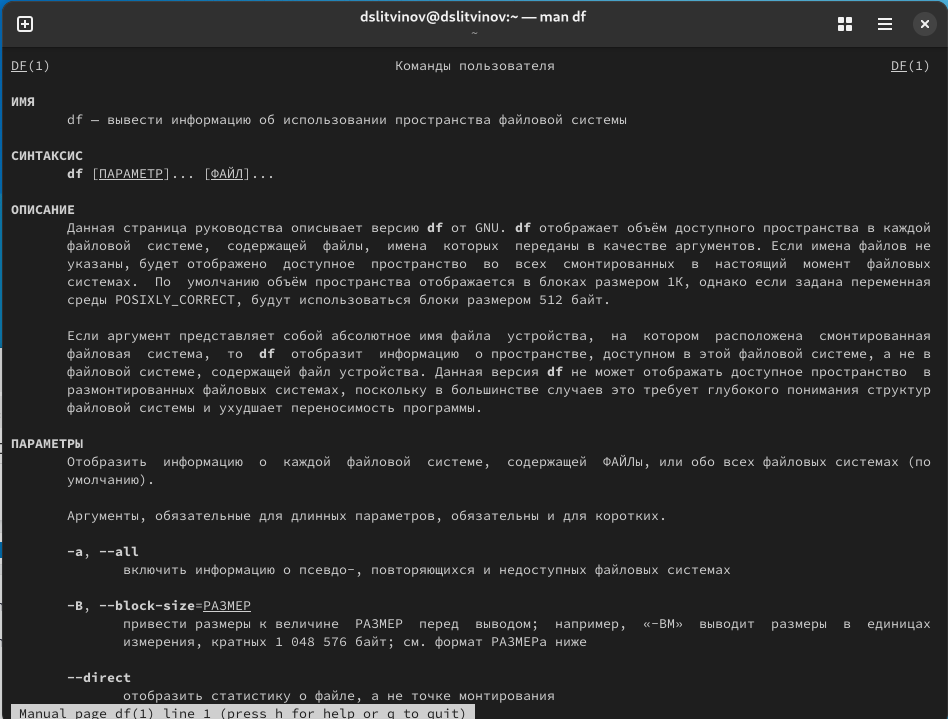 dslitvinov@dslitvinov:~ — man df
~
DF(1) Команды пользователя DF(1)
ИМЯ
df — вывести информацию об использовании пространства файловой системы
СИНТАКСИС
df [ПАРАМЕТР]... [ФАЙЛ]...
ОПИСАНИЕ
Данная страница руководства описывает версию df от GNU. df отображает объём доступного пространства в каждой
файловой системе, содержащей файлы, имена которых переданы в качестве аргументов. Если имена файлов не
указаны, будет отображено доступное пространство во всех смонтированных в настоящий момент файловых
системах. По умолчанию объём пространства отображается в блоках размером 1K, однако если задана переменная
среды POSIXLY_CORRECT, будут использоваться блоки размером 512 байт.
Если аргумент представляет собой абсолютное имя файла устройства, на котором расположена смонтированная
файловая система, то df отобразит информацию о пространстве, доступном в этой файловой системе, а не в
файловой системе, содержащей файл устройства. Данная версия df не может отображать доступное пространство в
размонтированных файловых системах, поскольку в большинстве случаев это требует глубокого понимания структур
файловой системы и ухудшает переносимость программы.
ПАРАМЕТРЫ
Отобразить информацию о каждой файловой системе, содержащей ФАЙЛы, или обо всех файловых системах (по
умолчанию).
Аргументы, обязательные для длинных параметров, обязательны и для коротких.
-a, --all
включить информацию о псевдо-, повторяющихся и недоступных файловых системах
-B, --block-size=РАЗМЕР
привести размеры к величине РАЗМЕР перед выводом; например, «-BM» выводит размеры в единицах
измерения, кратных 1 048 576 байт; см. формат РАЗМЕРа ниже
--direct
отобразить статистику о файле, а не точке монтирования
Manual page df(1) line 1 (press h for help or q to quit)